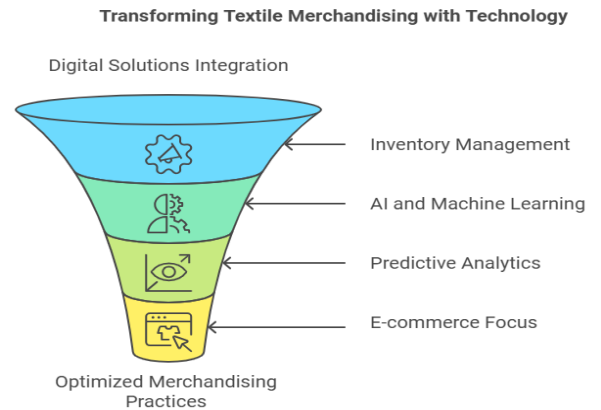 Transforming Textile Merchandising with Technology
Digital Solutions Integration
Inventory Management
AI and Machine Learning
Predictive Analytics
E-commerce Focus
Optimized Merchandising
Practices